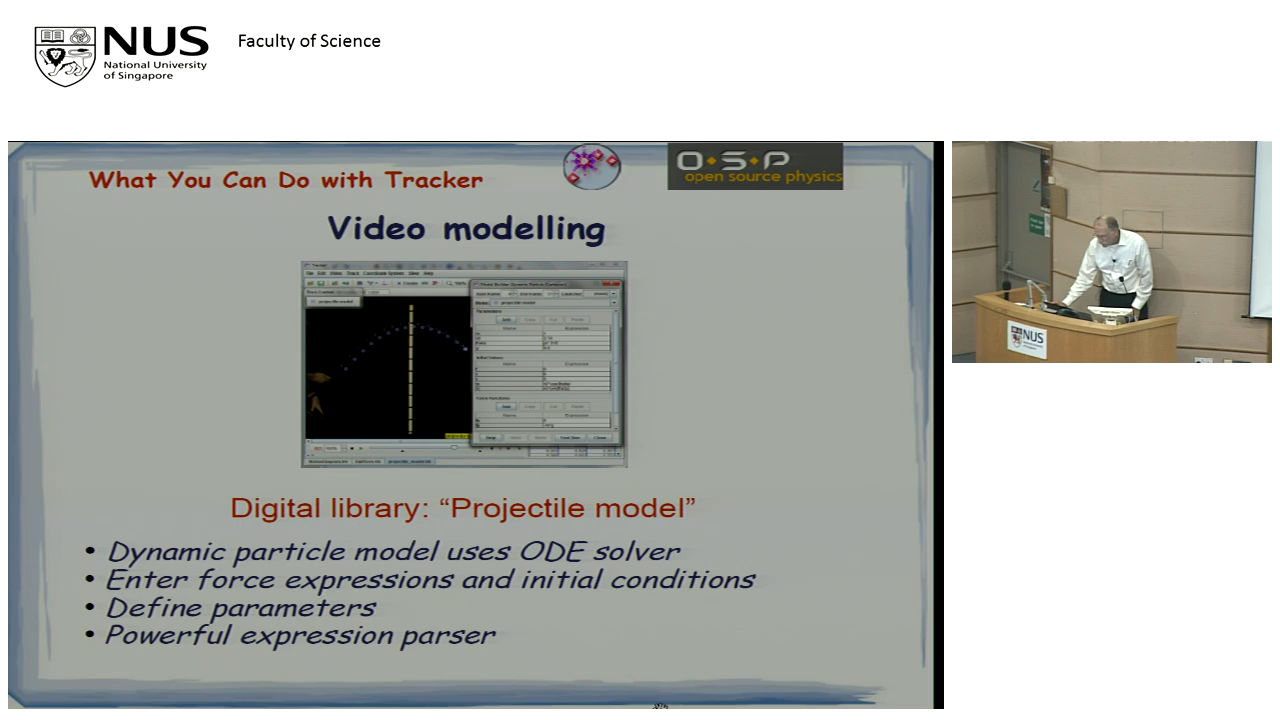 NUS
National University
of Singapore
Faculty of Science
What You Can Do with Tracker
O•S•P
open source physics
Video modelling
Digital library: “Projectile model”
• Dynamic particle model uses ODE solver
• Enter force expressions and initial conditions
• Define parameters
• Powerful expression parser
NUS